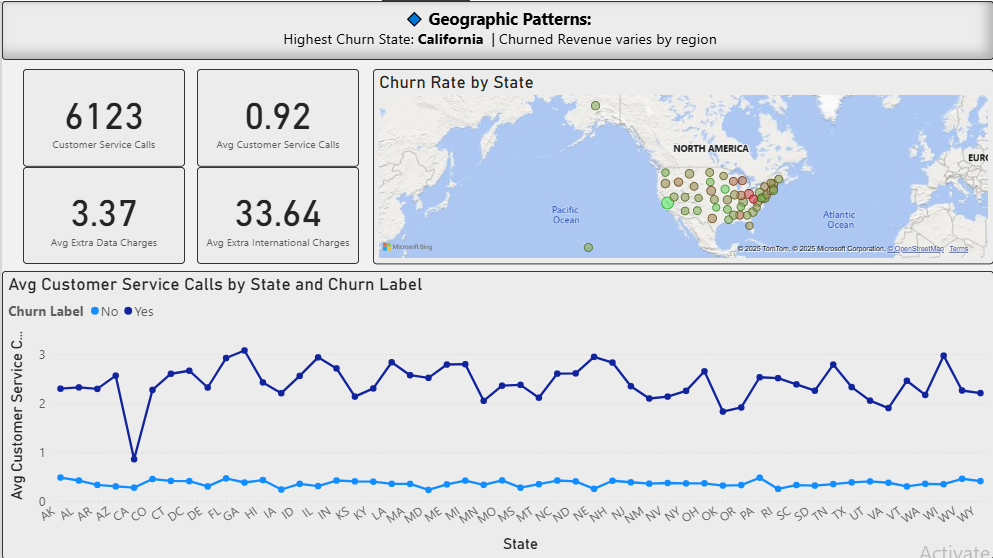 Geographic Patterns:
Highest Churn State: California | Churned Revenue varies by region
6123
Customer Service Calls
0.92
Avg Customer Service Calls
3.37
Avg Extra Data Charges
33.64
Avg Extra International Charges
Churn Rate by State
NORTH AMERICA
EURO
Pacific
Ocean
Atlantic
Ocean
Microsoft Bing
© 2025 TomTom, © 2025 Microsoft Corporation, © OpenStreetMap Terms
Avg Customer Service Calls by State and Churn Label
Churn Label No Yes
Avg Customer Service C...
3
2
1
0
AK AL AR AZ CA CO CT DC DE FL GA HI IA ID IL IN KS KY LA MA MD ME MI MN MO MS MT NC ND NE NH NJ NM NV NY OH OK OR PA RI SC SD TN TX UT VA VT WA WI WV WY
State
Activate